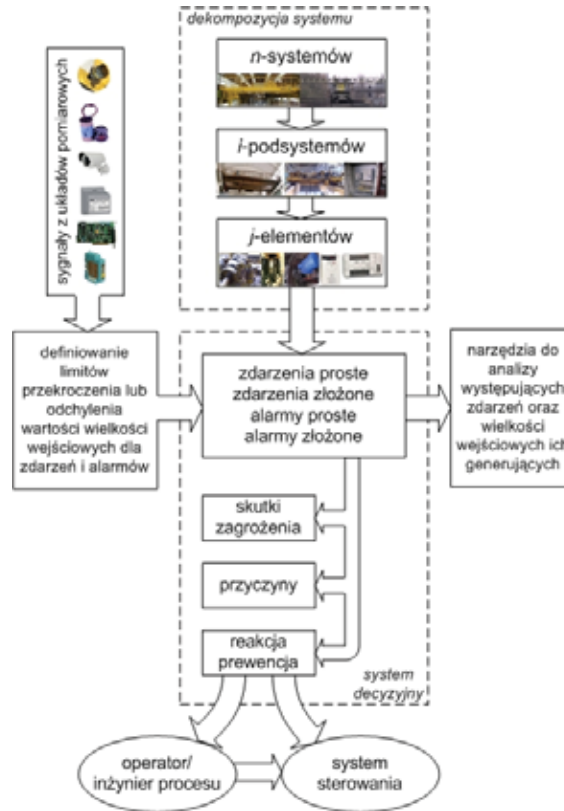 dekompozycja systemu
n-systemów
i-podsystemów
j-elementów
sygnały z układów pomiarowych
definiowanie
limitów
przekroczenia lub
odchylenia
wartości wielkości
wejściowych dla
zdarzeń i alarmów
zdarzenia proste
zdarzenia złożone
alarmy proste
alarmy złożone
narzędzia do
analizy
występujących
zdarzeń oraz
wielkości
wejściowych ich
generujących
skutki
zagrożenia
przyczyny
reakcja
prewencja
system
decyzyjny
operator/
inżynier procesu
system
sterowania